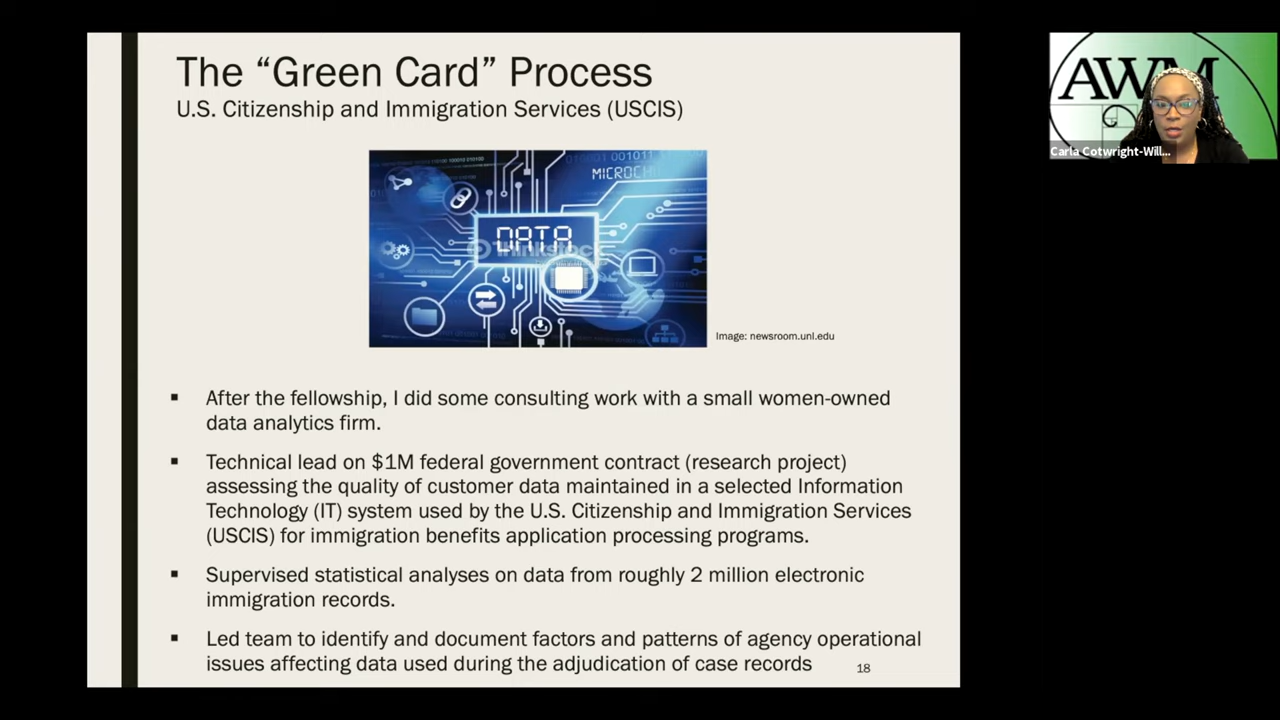 The “Green Card” Process
U.S. Citizenship and Immigration Services (USCIS)
AWM
Carla Cotwright-Will...
MICROCH
DATA
Thinkstock
Image: newsroom.unl.edu
▪ After the fellowship, I did some consulting work with a small women-owned
data analytics firm.
▪ Technical lead on $1M federal government contract (research project)
assessing the quality of customer data maintained in a selected Information
Technology (IT) system used by the U.S. Citizenship and Immigration Services
(USCIS) for immigration benefits application processing programs.
▪ Supervised statistical analyses on data from roughly 2 million electronic
immigration records.
▪ Led team to identify and document factors and patterns of agency operational
issues affecting data used during the adjudication of case records
18